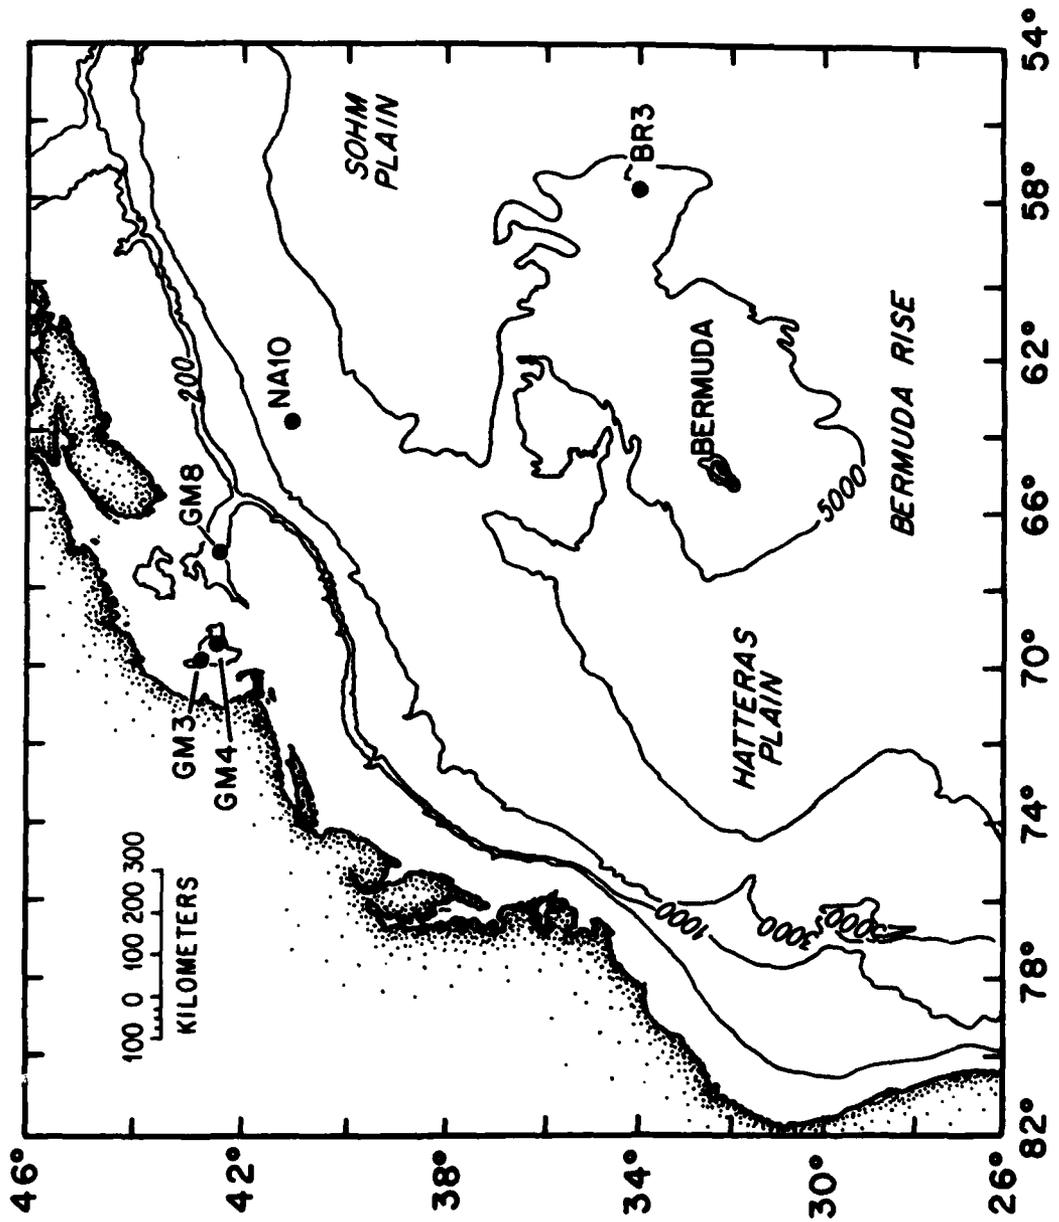 46°
100 0 100 200 300
KILOMETERS
GM3
GM8
200
GM4
42°
NA10
SOHM
PLAIN
38°
BR3
34°
1000
BERMUDA
HATTERAS
PLAIN
3000
5000
30°
5000
BERMUDA RISE
26°
82° 78° 74° 70° 66° 62° 58° 54°